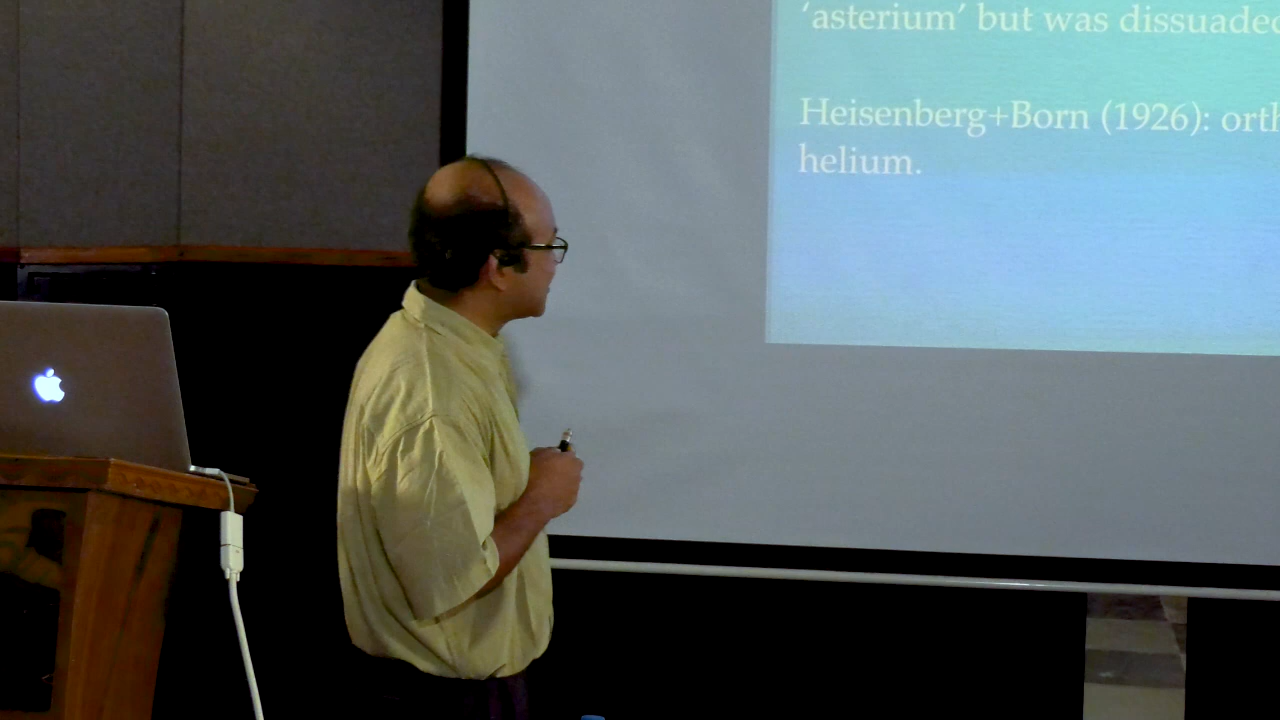 ‘asterium’ but was dissuaded
Heisenberg+Born (1926): orth
helium.